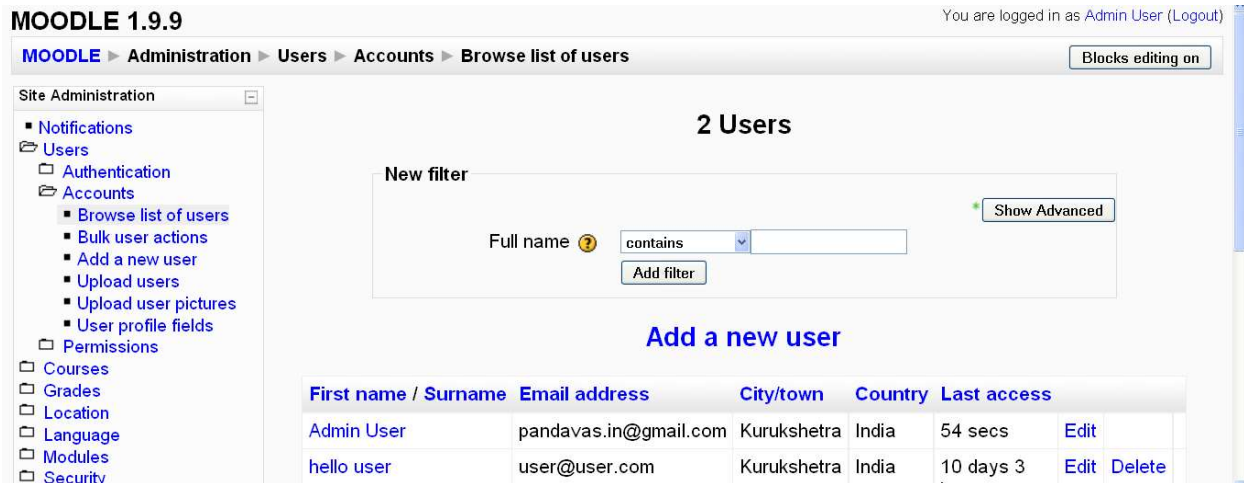 MOODLE 1.9.9
You are logged in as Admin User (Logout)
MOODLE ► Administration ► Users ► Accounts ► Browse list of users
Blocks editing on
Site Administration
Notifications
Users
Authentication
Accounts
Browse list of users
Bulk user actions
Add a new user
Upload users
Upload user pictures
User profile fields
Permissions
Courses
Grades
Location
Language
Modules
Security
2 Users
New filter
* Show Advanced
Full name contains
Add filter
Add a new user
First name / Surname Email address City/town Country Last access
Admin User pandavas.in@gmail.com Kurukshetra India 54 secs Edit
hello user user@user.com Kurukshetra India 10 days 3 Edit Delete